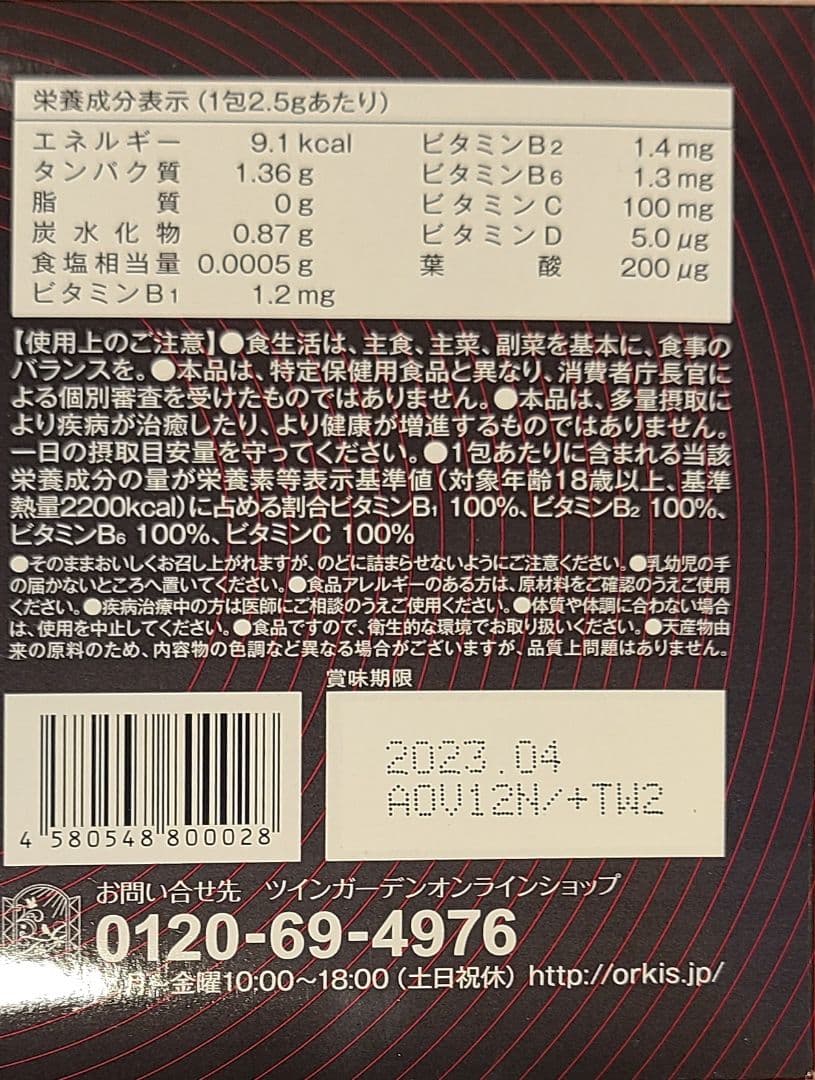 栄養成分表示（1包2.5gあたり）
エネルギー 9.1kcal
タンパク質 1.36g
脂質 0g
炭水化物 0.87g
食塩相当量 0.0005g
ビタミンB1 1.2mg
ビタミンB2 1.4mg
ビタミンB6 1.3mg
ビタミンC 100mg
ビタミンD 5.0μg
葉酸 200μg
【使用上のご注意】●食生活は、主食、主菜、副菜を基本に、食事の
バランスを。●本品は、特定保健用食品と異なり、消費者庁長官に
よる個別審査を受けたものではありません。●本品は、多量摂取に
より疾病が治癒したり、より健康が増進するものではありません。
一日の摂取目安量を守ってください。●1包あたりに含まれる当該
栄養成分の量が栄養素等表示基準値（対象年齢18歳以上、基準
熱量2200kcal）に占める割合ビタミンB1 100%、ビタミンB2 100%、
ビタミンB6 100%、ビタミンC 100%
●そのままおいしくお召し上がれますが、のどに詰まらせないようにご注意ください。●乳幼児の手
の届かないところへ置いてください。●食品アレルギーのある方は、原材料をご確認のうえご使用
ください。●疾病治療中の方は医師にご相談のうえご使用ください。●体質や体調に合わない場合
は、使用を中止してください。●食品ですので、衛生的な環境でお取り扱いください。●天産物由
来の原料のため、内容物の色調など異なる場合がございますが、品質上問題はありません。
賞味期限
2023.04
AOV12N/+TW2
4 580548 800028
お問い合せ先 ツインガーデンオンラインショップ
0120-69-4976
月～金曜10:00～18:00（土日祝休）http://orkis.jp/